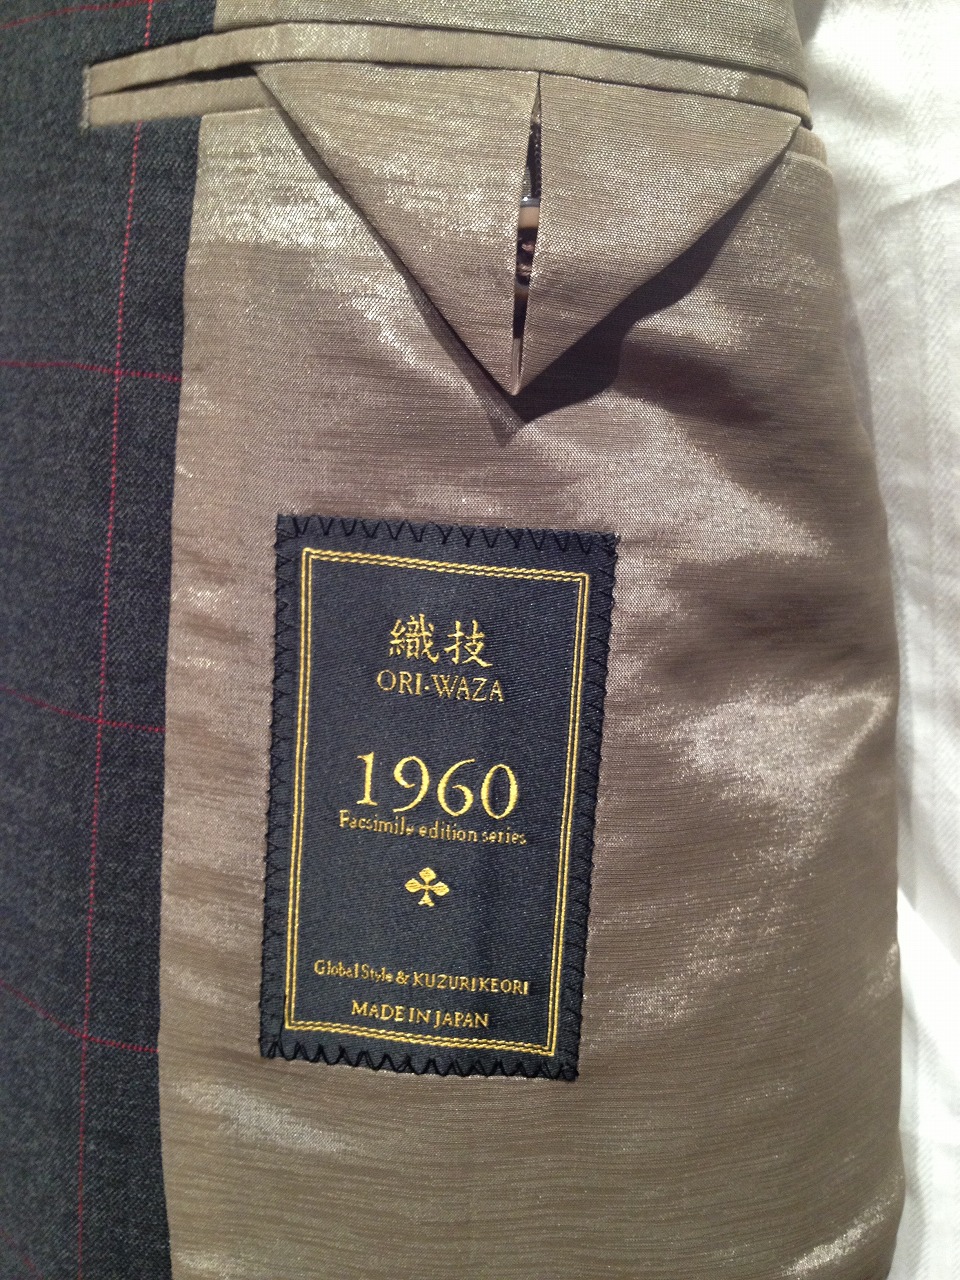 織技
ORI-WAZA
1960
Facsimile edition series
Global Style & KUZURIKEORI
MADE IN JAPAN